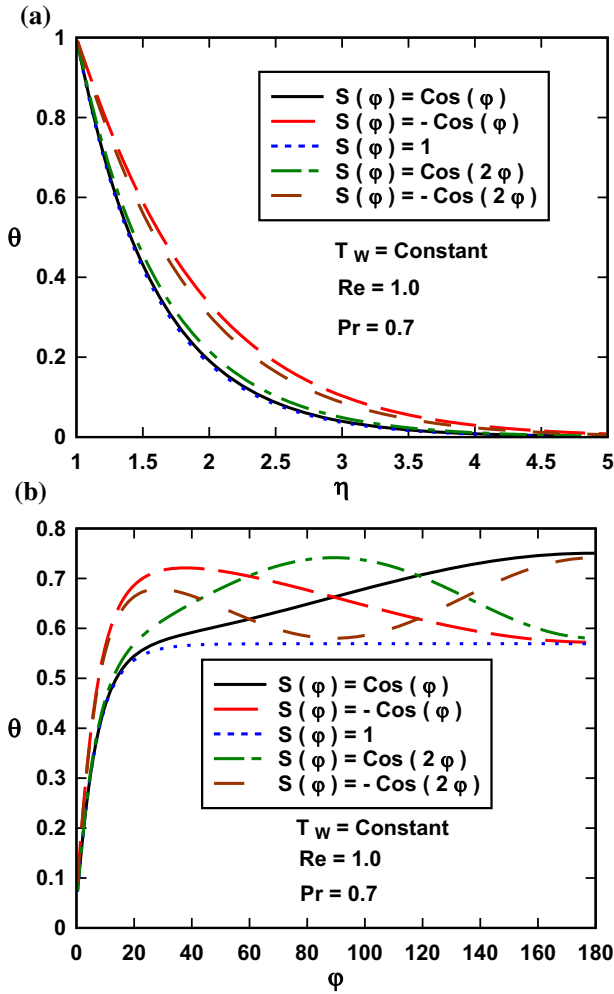 (a)
1
0.8
0.6
0.4
0.2
0
θ
S ( φ ) = Cos ( φ )
S ( φ ) = - Cos ( φ )
S ( φ ) = 1
S ( φ ) = Cos ( 2 φ )
S ( φ ) = - Cos ( 2 φ )
T W = Constant
Re = 1.0
Pr = 0.7
1 1.5 2 2.5 3 3.5 4 4.5 5
η
(b)
0.8
0.7
0.6
0.5
0.4
0.3
0.2
0.1
0
θ
S ( φ ) = Cos ( φ )
S ( φ ) = - Cos ( φ )
S ( φ ) = 1
S ( φ ) = Cos ( 2 φ )
S ( φ ) = - Cos ( 2 φ )
T W = Constant
Re = 1.0
Pr = 0.7
0 20 40 60 80 100 120 140 160 180
φ